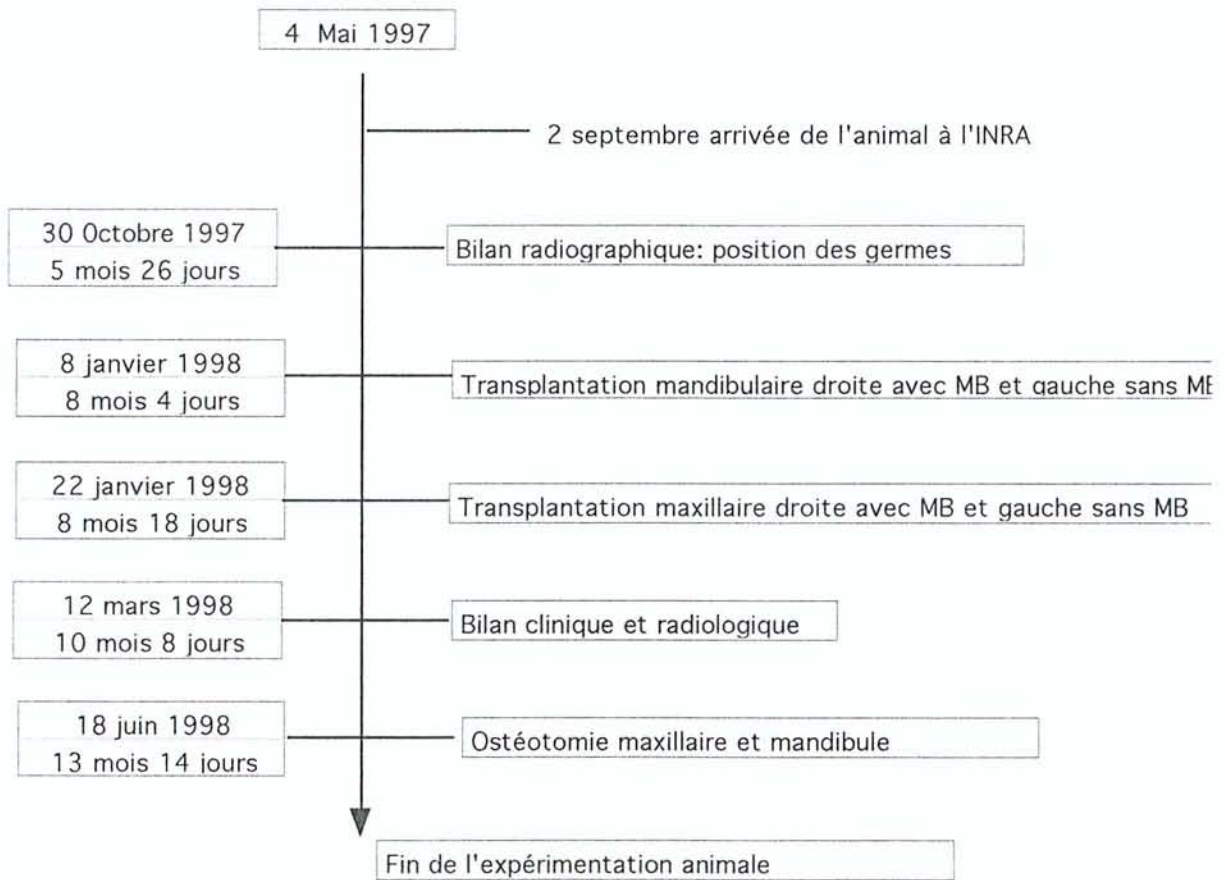 4 Mai 1997
2 septembre arrivée de l'animal à l'INRA
30 Octobre 1997
5 mois 26 jours
Bilan radiographique: position des germes
8 janvier 1998
8 mois 4 jours
Transplantation mandibulaire droite avec MB et gauche sans MB
22 janvier 1998
8 mois 18 jours
Transplantation maxillaire droite avec MB et gauche sans MB
12 mars 1998
10 mois 8 jours
Bilan clinique et radiologique
18 juin 1998
13 mois 14 jours
Ostéotomie maxillaire et mandibule
Fin de l'expérimentation animale